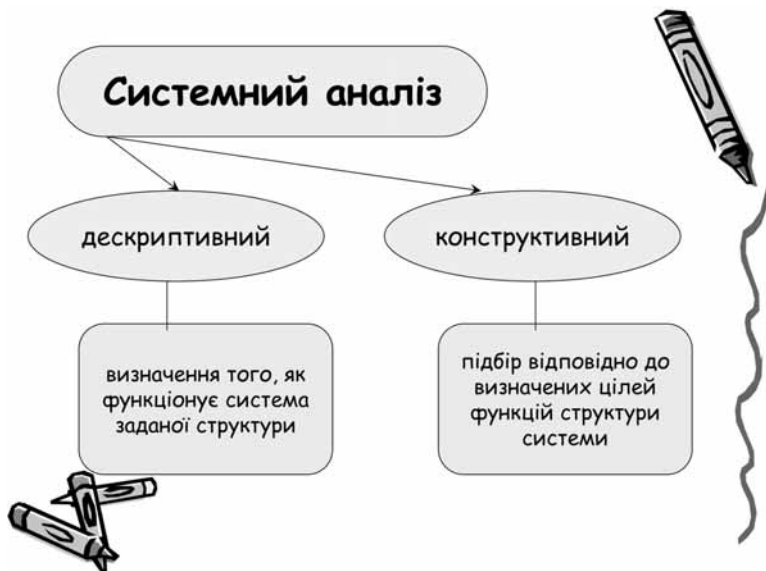 Системний аналіз
дескриптивний
конструктивний
визначення того, як
функціонує система
заданої структури
підбір відповідно до
визначених цілей
функцій структури
системи